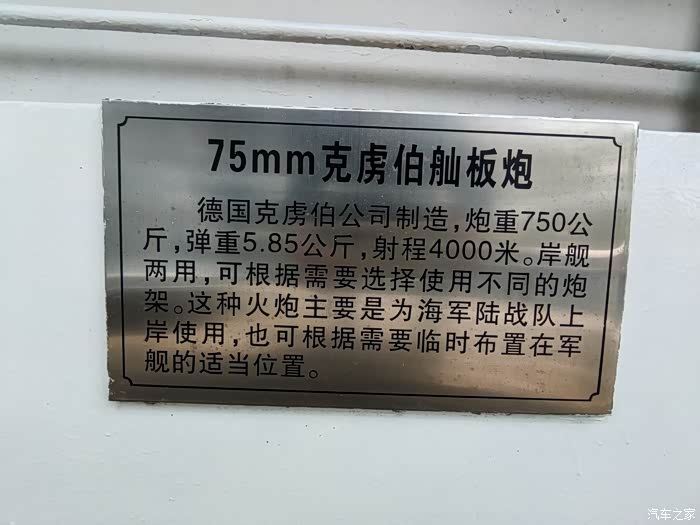 75mm克虏伯舢板炮
德国克虏伯公司制造,炮重750公
斤,弹重5.85公斤,射程4000米。岸舰
两用,可根据需要选择使用不同的炮
架。这种火炮主要是为海军陆战队上
岸使用,也可根据需要临时布置在军
舰的适当位置。
汽车之家